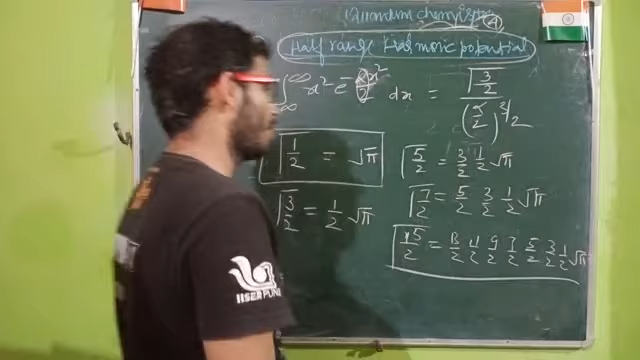 Quantum chemistry (A)
Half range Harmonic potential
∫_∞^∞ x² e^{-αx²/2} dx = Γ3/2 / (α/2)^{3/2}
Γ1/2 = √π
Γ5/2 = 3/2 1/2 √π
Γ3/2 = 1/2 √π
Γ7/2 = 5/2 3/2 1/2 √π
Γ15/2 = 13/2 11/2 9/2 7/2 5/2 3/2 1/2 √π
IISER PUNE